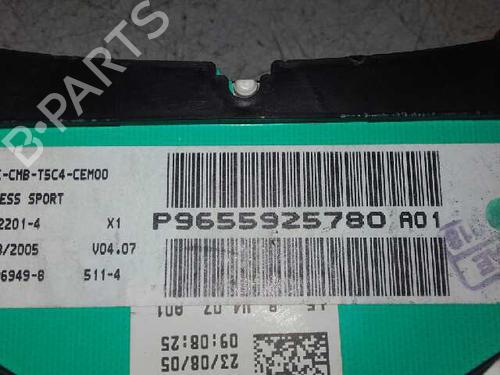 B-PARTS
-CMB-T5C4-CEM00
ESS SPORT
2201-4 X1
/2005 V04.07
6949-8 511-4
P9655925780 A01
09:08:25
23/08/05